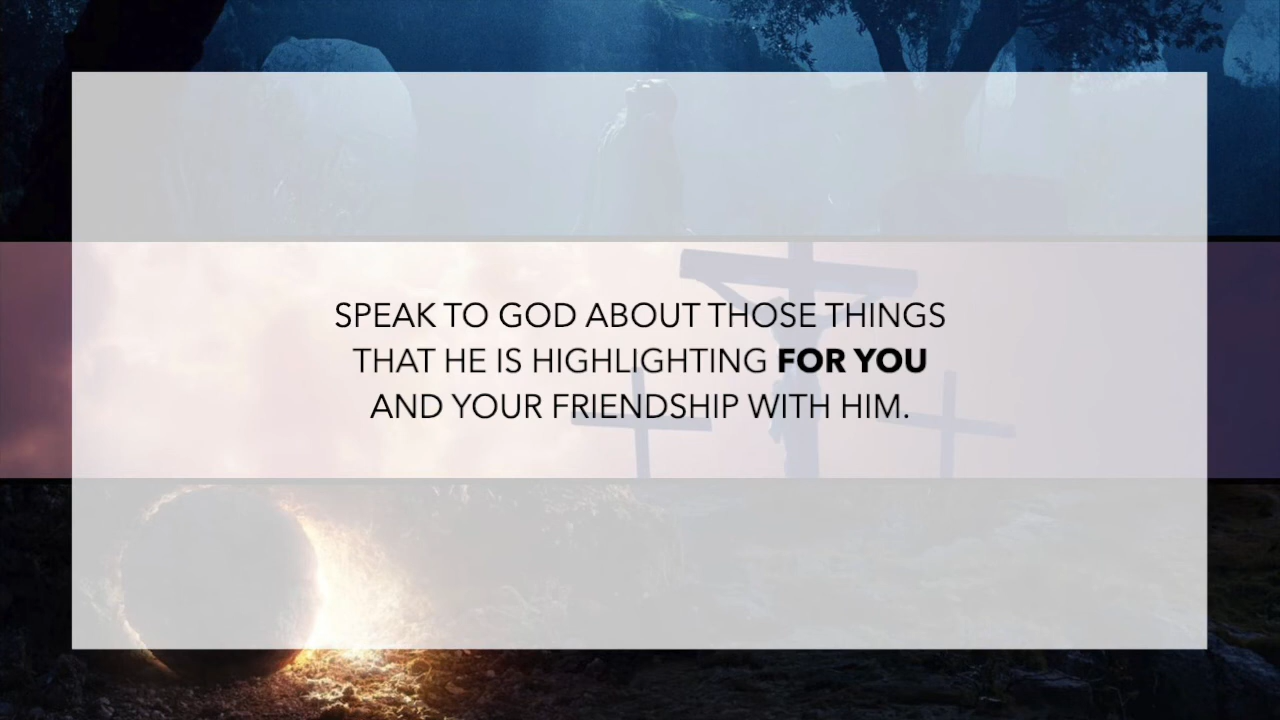 SPEAK TO GOD ABOUT THOSE THINGS
THAT HE IS HIGHLIGHTING FOR YOU
AND YOUR FRIENDSHIP WITH HIM.